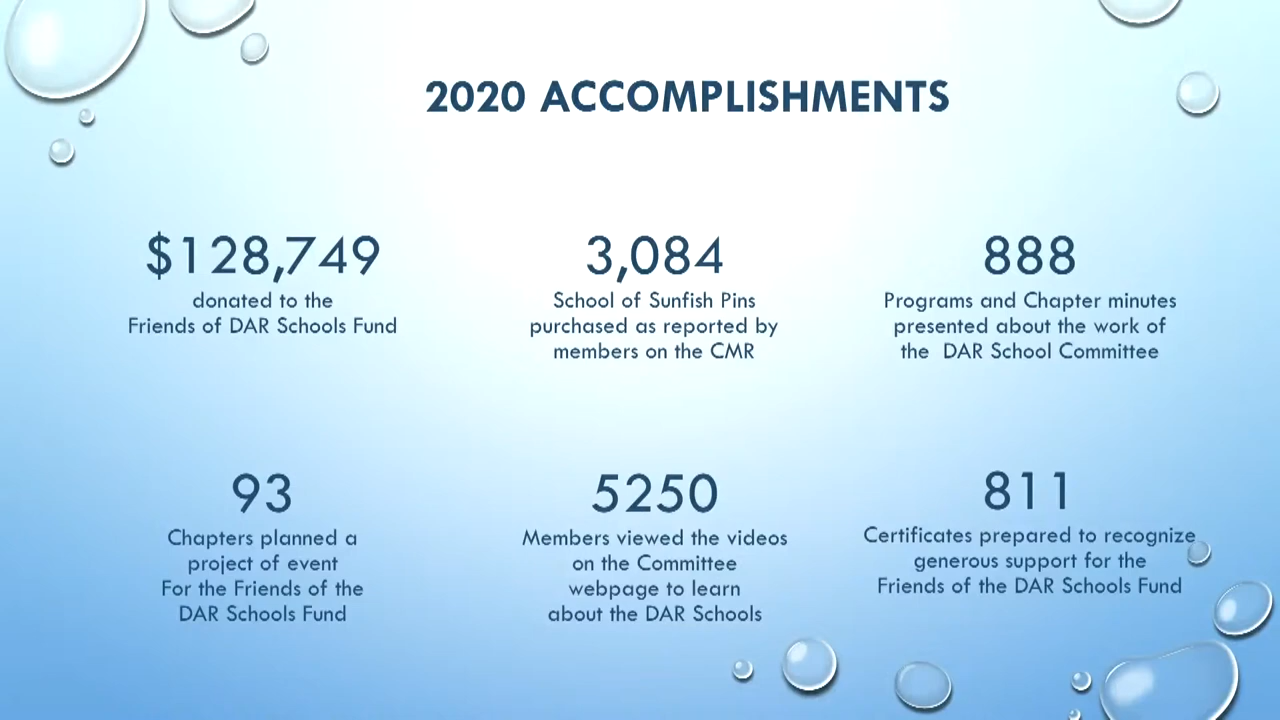 2020 ACCOMPLISHMENTS
$128,749
donated to the
Friends of DAR Schools Fund
3,084
School of Sunfish Pins
purchased as reported by
members on the CMR
888
Programs and Chapter minutes
presented about the work of
the DAR School Committee
93
Chapters planned a
project of event
For the Friends of the
DAR Schools Fund
5250
Members viewed the videos
on the Committee
webpage to learn
about the DAR Schools
811
Certificates prepared to recognize
generous support for the
Friends of the DAR Schools Fund